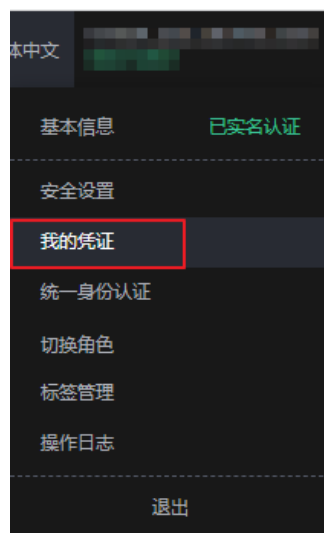 体中文
基本信息 已实名认证
安全设置
我的凭证
统一身份认证
切换角色
标签管理
操作日志
退出